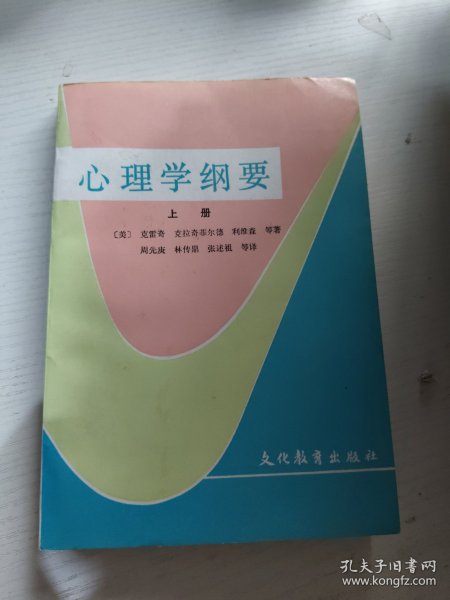 心理学纲要
上册
〔美〕 克雷奇 克拉奇菲尔德 利维森 等著
周先庚 林传鼎 张述祖 等译
文化教育出版社
孔夫子旧书网
www.kongfz.com